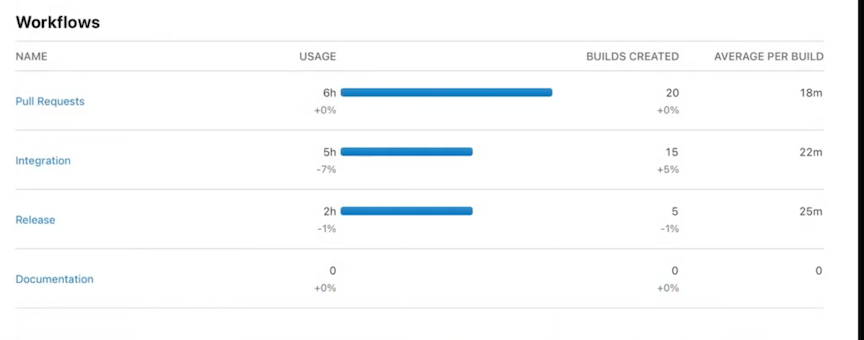 Workflows
NAME USAGE BUILDS CREATED AVERAGE PER BUILD
Pull Requests 6h 20 18m
+0% +0%
Integration 5h 15 22m
-7% +5%
Release 2h 5 25m
-1% -1%
Documentation 0 0 0
+0% +0%